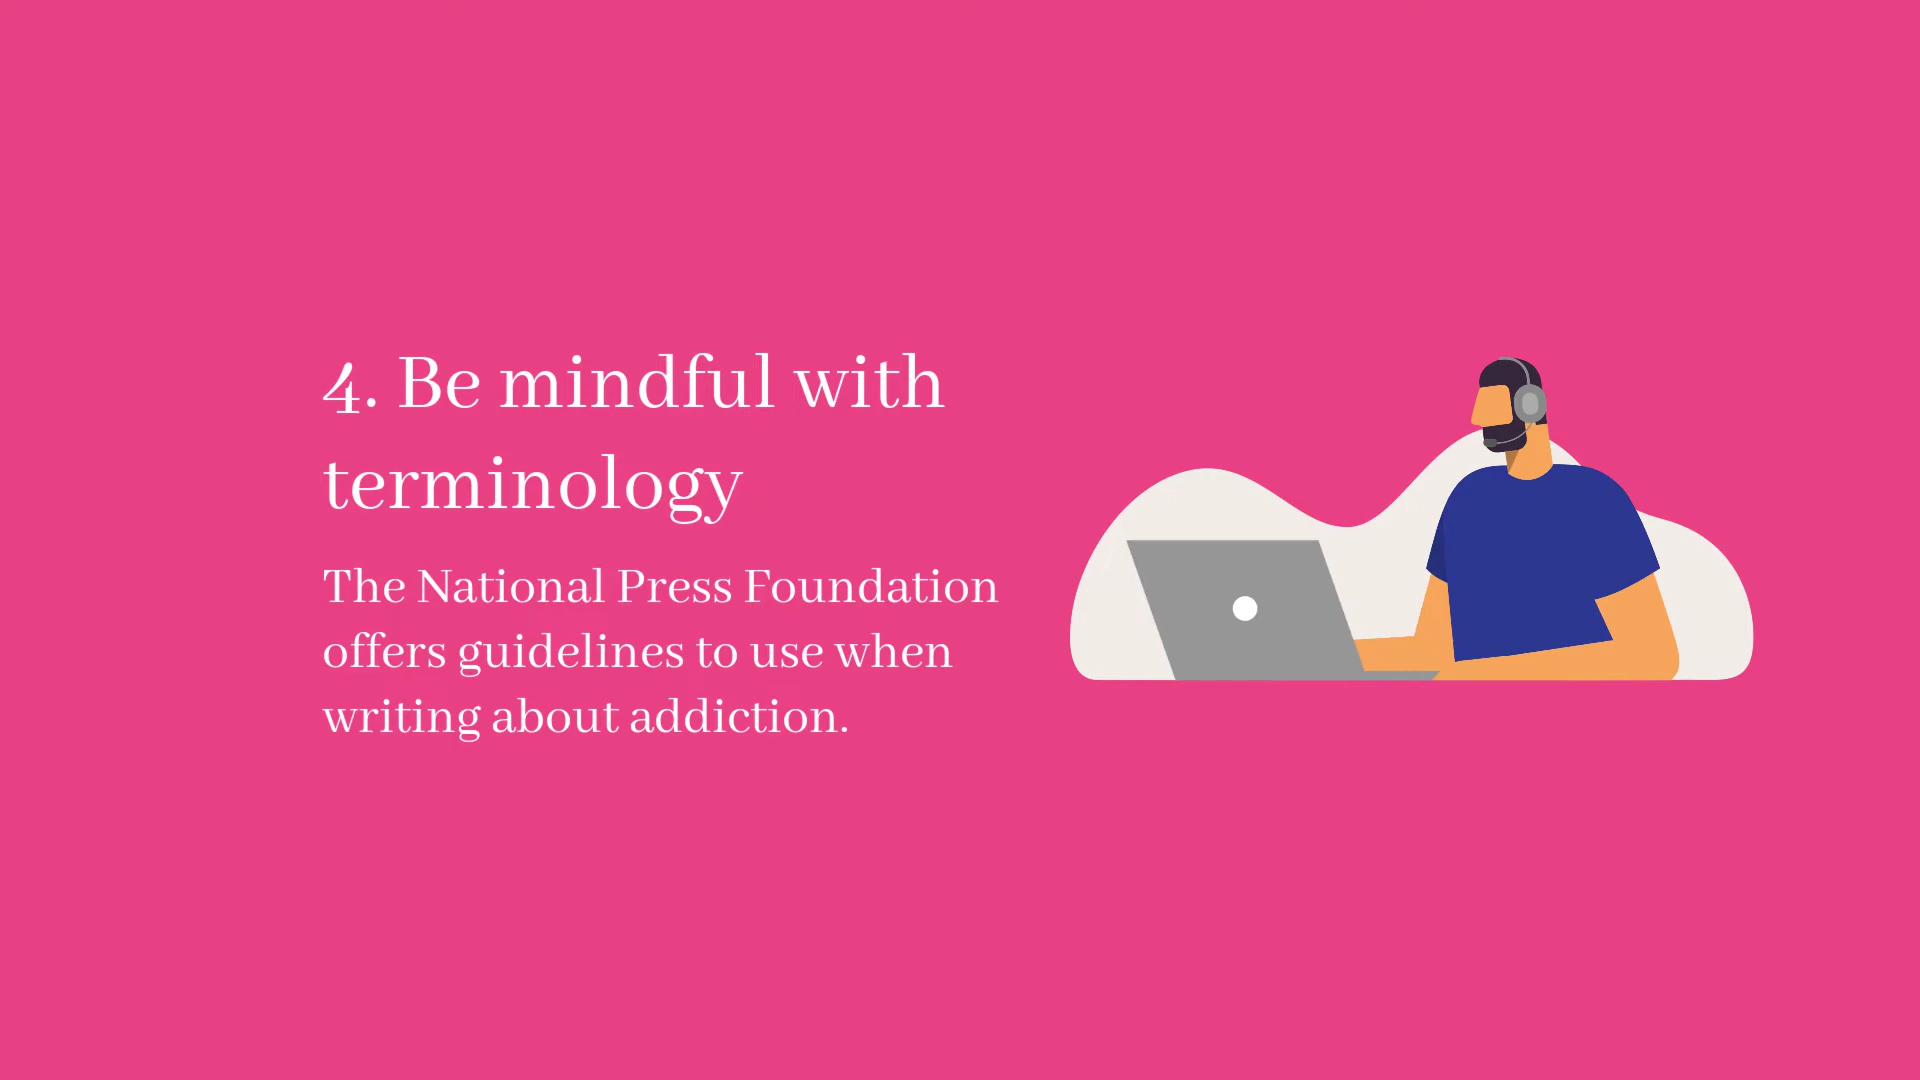 4. Be mindful with
terminology
The National Press Foundation
offers guidelines to use when
writing about addiction.